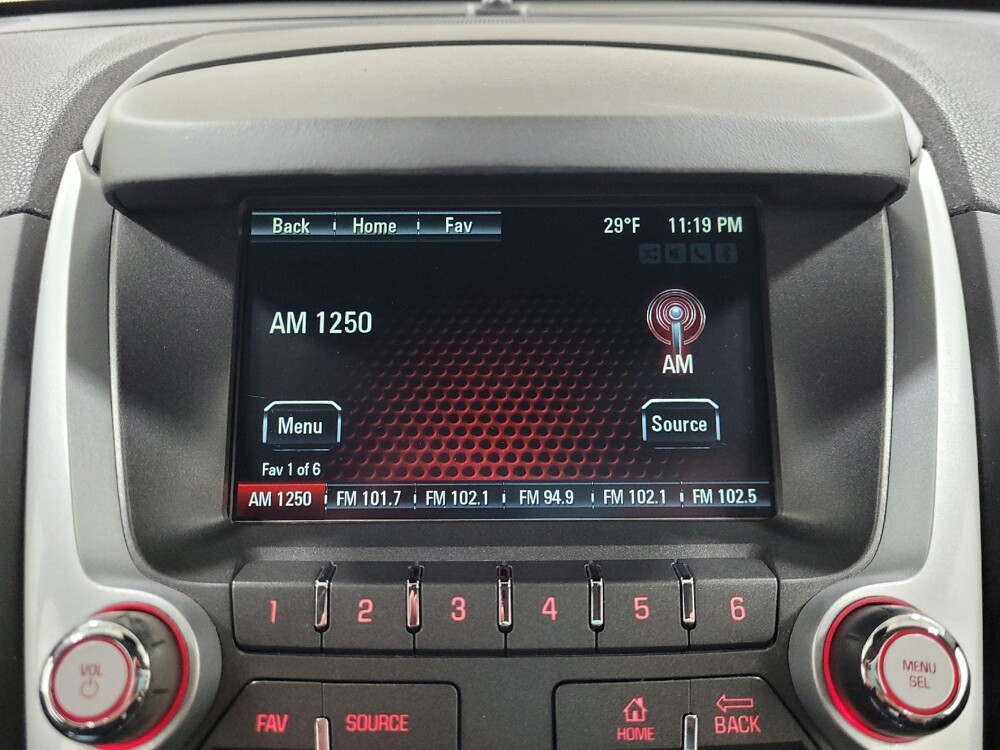 Back Home Fav 29°F 11:19 PM
AM 1250
AM
Menu Source
Fav 1 of 6
AM 1250 FM 101.7 FM 102.1 FM 94.9 FM 102.1 FM 102.5
1 2 3 4 5 6
VOL
MENU
SEL
FAV SOURCE
HOME
BACK